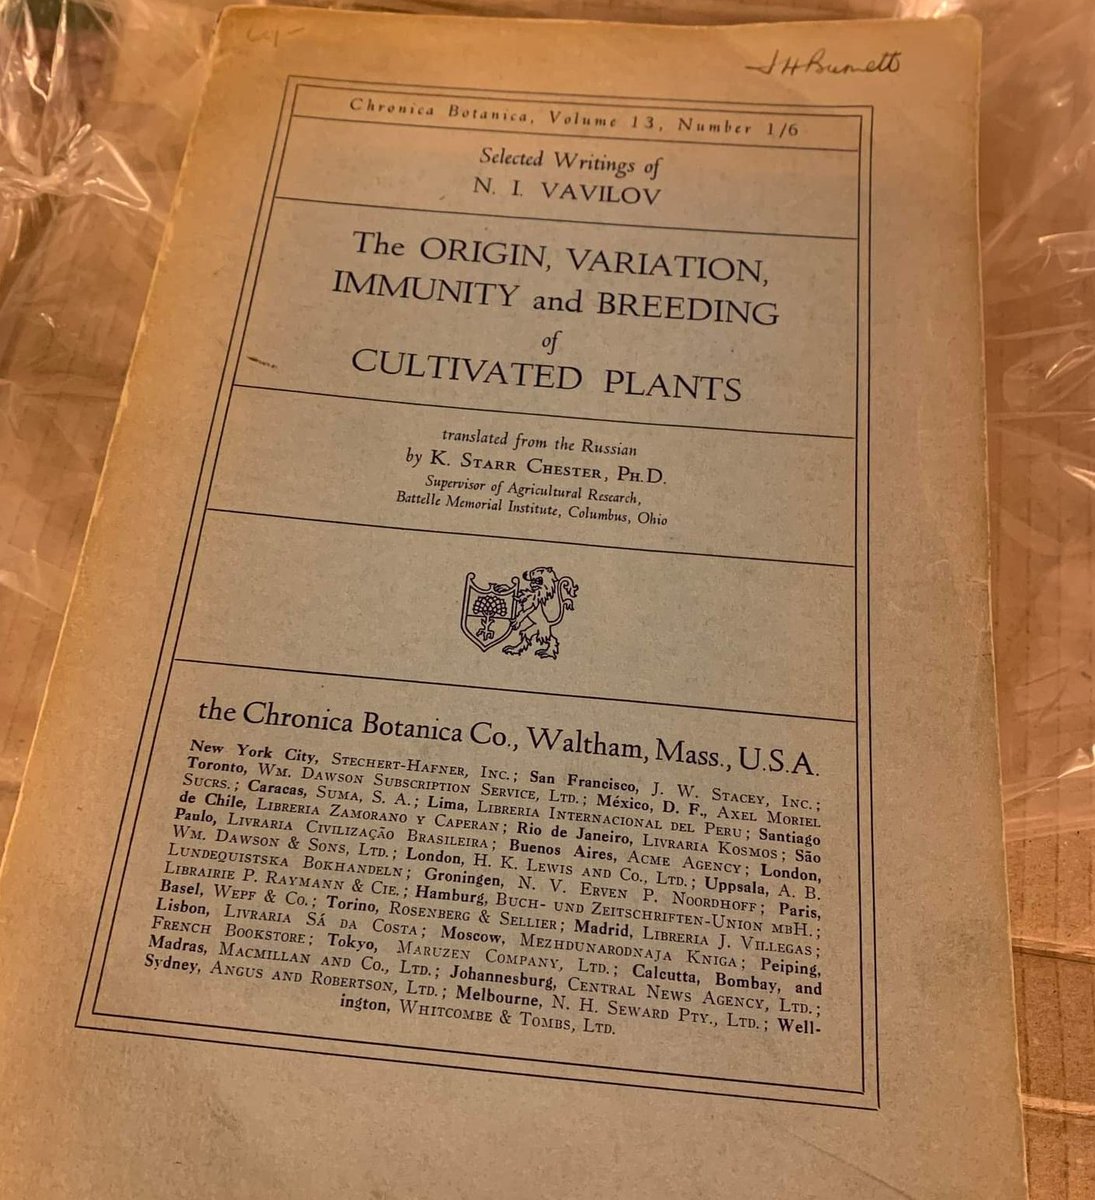 J H Burnett
Chronica Botanica, Volume 13, Number 1/6
Selected Writings of
N. I. VAVILOV
The ORIGIN, VARIATION,
IMMUNITY and BREEDING
of
CULTIVATED PLANTS
translated from the Russian
by K. STARR CHESTER, PH.D.
Supervisor of Agricultural Research,
Battelle Memorial Institute, Columbus, Ohio
the Chronica Botanica Co., Waltham, Mass., U.S.A.
New York City, STECHERT-HAFNER, INC.; San Francisco, J. W. STACEY, INC.;
Toronto, WM. DAWSON SUBSCRIPTION SERVICE, LTD.; México, D. F., AXEL MORIEL
SUCRS.; Caracas, SUMA, S. A.; Lima, LIBRERIA INTERNACIONAL DEL PERU; Santiago
de Chile, LIBRERIA ZAMORANO Y CAPERAN; Rio de Janeiro, LIVRARIA KOSMOS; São
Paulo, LIVRARIA CIVILIZAÇÃO BRASILEIRA; Buenos Aires, ACME AGENCY; London,
WM. DAWSON & SONS, LTD.; London, H. K. LEWIS AND CO., LTD.; Uppsala, A. B.
LUNDEQUISTSKA BOKHANDELN; Groningen, N. V. ERVEN P. NOORDHOFF; Paris,
LIBRAIRIE P. RAYMANN & CIE.; Hamburg, BUCH- UND ZEITSCHRIFTEN-UNION MBH.;
Basel, WEPF & CO.; Torino, ROSENBERG & SELLIER; Madrid, LIBRERIA J. VILLEGAS;
Lisbon, LIVRARIA SÁ DA COSTA; Moscow, MEZHDUNARODNAJA KNIGA; Peiping,
FRENCH BOOKSTORE; Tokyo, MARUZEN COMPANY, LTD.; Calcutta, Bombay, and
Madras, MACMILLAN AND CO., LTD.; Johannesburg, CENTRAL NEWS AGENCY, LTD.;
Sydney, ANGUS AND ROBERTSON, LTD.; Melbourne, N. H. SEWARD PTY., LTD.; Well-
ington, WHITCOMBE & TOMBS, LTD.